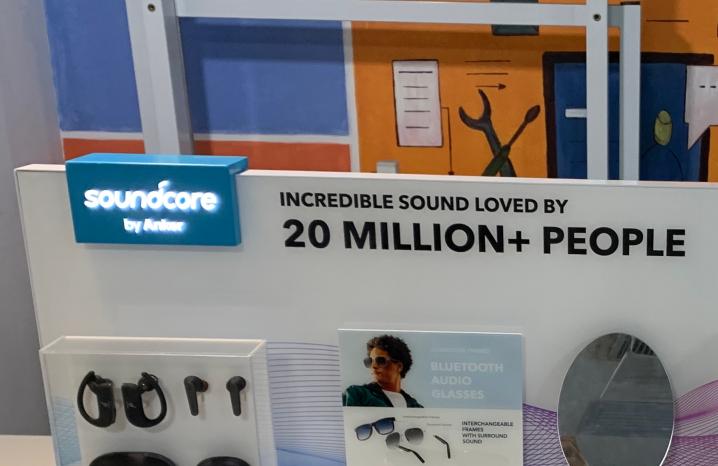 soundcore
by Anker
INCREDIBLE SOUND LOVED BY
20 MILLION+ PEOPLE
BLUETOOTH
AUDIO
GLASSES
INTERCHANGEABLE
FRAMES
WITH SURROUND
SOUND